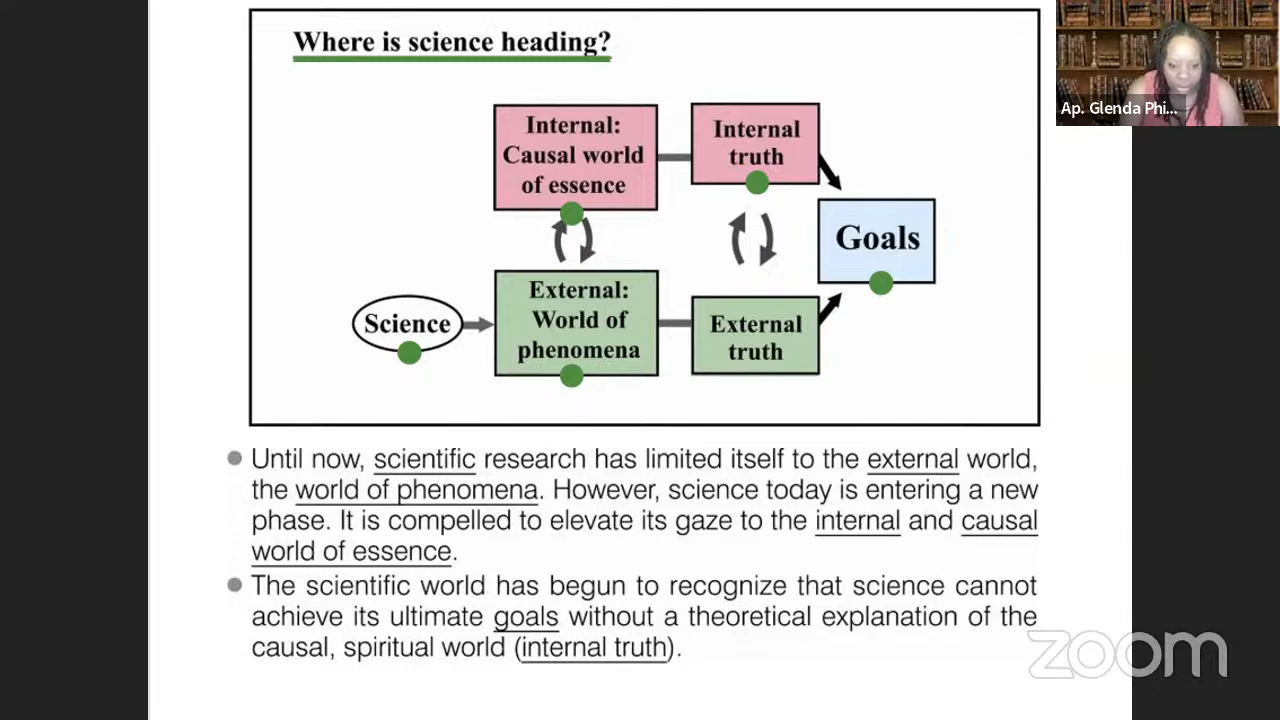 Where is science heading?
Ap. Glenda Phi...
Internal:
Causal world
of essence
Internal
truth
Goals
Science
External:
World of
phenomena
External
truth
Until now, scientific research has limited itself to the external world,
the world of phenomena. However, science today is entering a new
phase. It is compelled to elevate its gaze to the internal and causal
world of essence.
The scientific world has begun to recognize that science cannot
achieve its ultimate goals without a theoretical explanation of the
causal, spiritual world (internal truth).
zoom